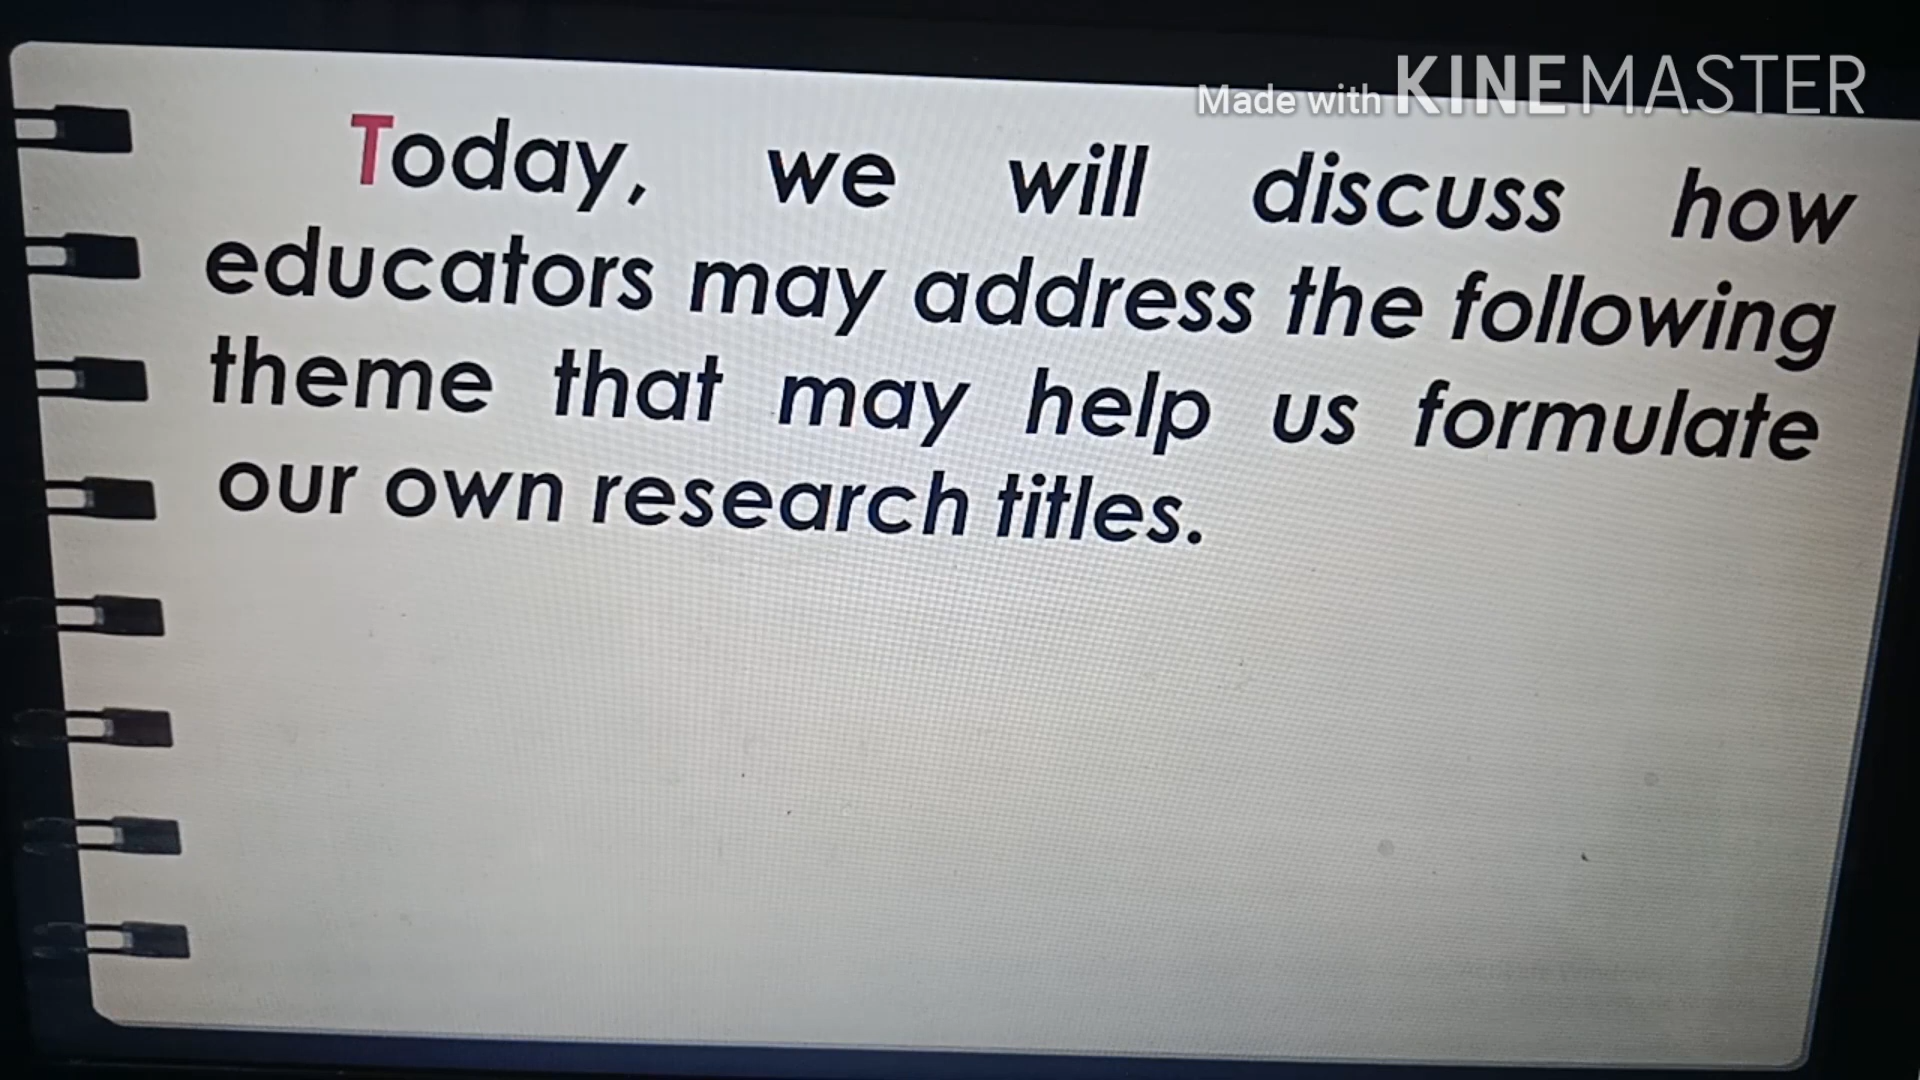 Made with KINEMASTER
Today, we will discuss how
educators may address the following
theme that may help us formulate
our own research titles.